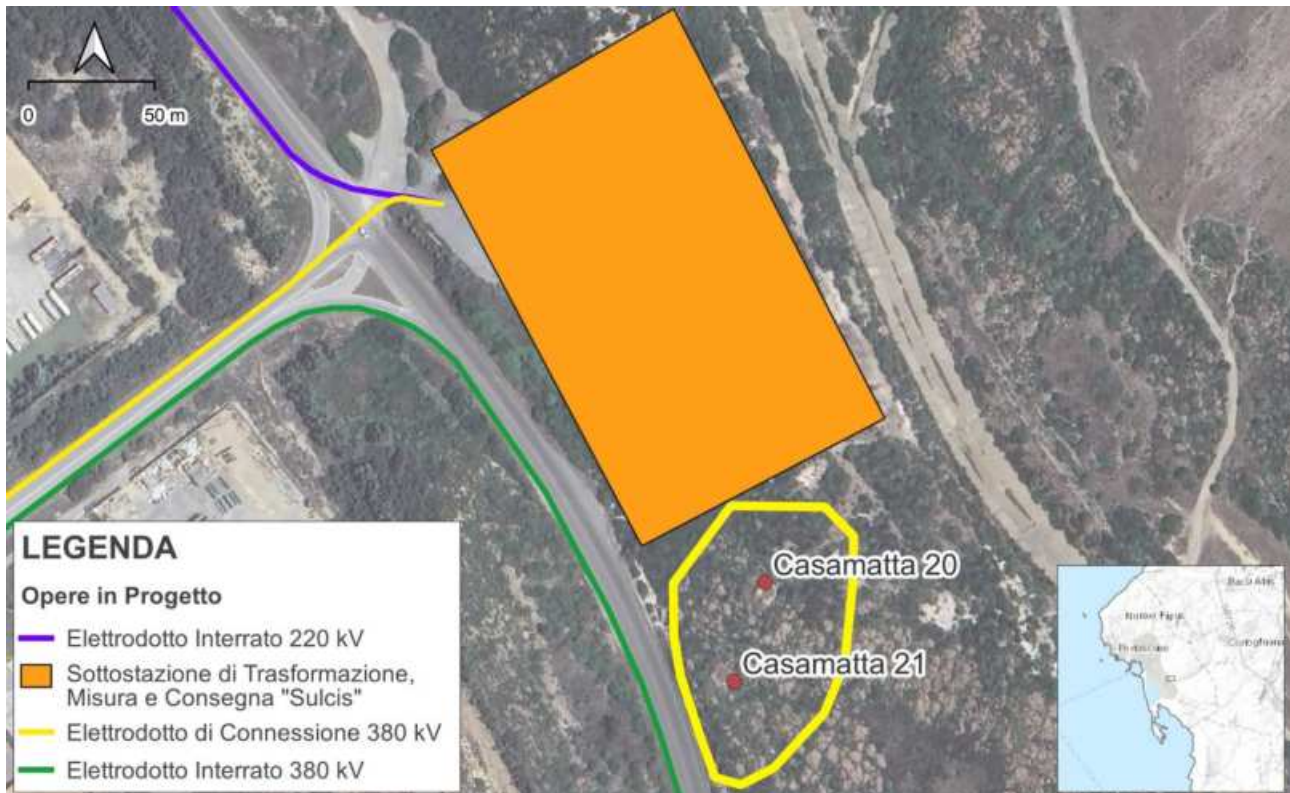 0 50 m
Casamatta 20
Casamatta 21
LEGENDA
Opere in Progetto
Elettrodotto Interrato 220 kV
Sottostazione di Trasformazione,
Misura e Consegna "Sulcis"
Elettrodotto di Connessione 380 kV
Elettrodotto Interrato 380 kV